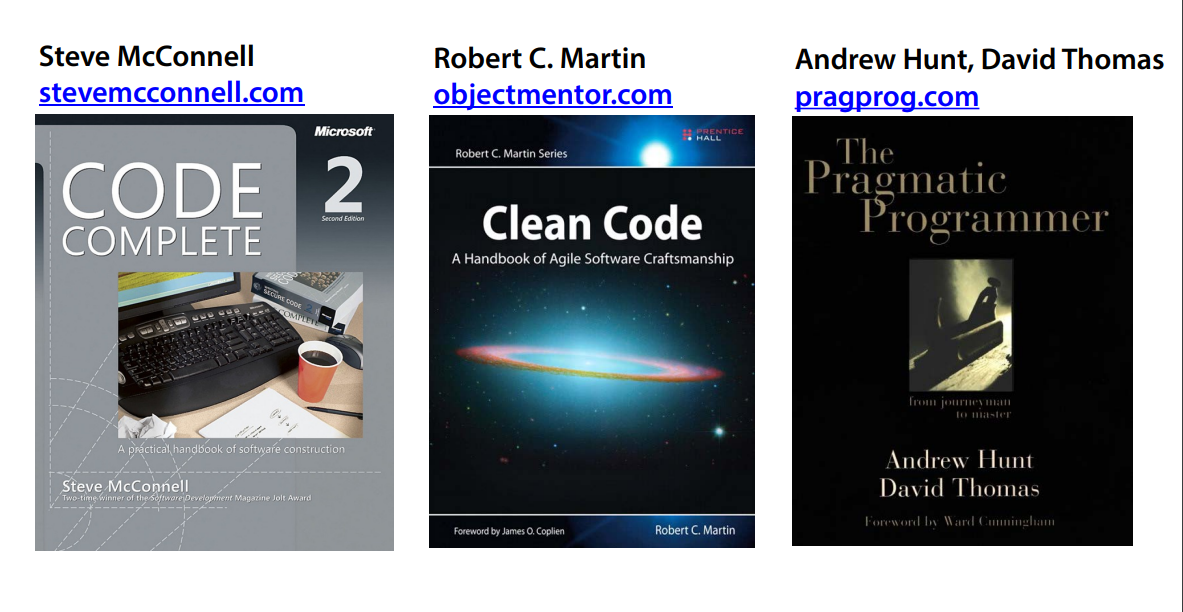 Steve McConnell
stevemcconnell.com
Microsoft
CODE
COMPLETE
2
Second Edition
SECURE CODE
COMPLETE
A practical handbook of software construction
Steve McConnell
Two-time winner of the Software Development Magazine Jolt Award
Robert C. Martin
objectmentor.com
PRENTICE
HALL
Robert C. Martin Series
Clean Code
A Handbook of Agile Software Craftsmanship
Foreword by James O. Coplien
Robert C. Martin
Andrew Hunt, David Thomas
pragprog.com
The
Pragmatic
Programmer
from journeyman
to master
Andrew Hunt
David Thomas
Foreword by Ward Cunningham